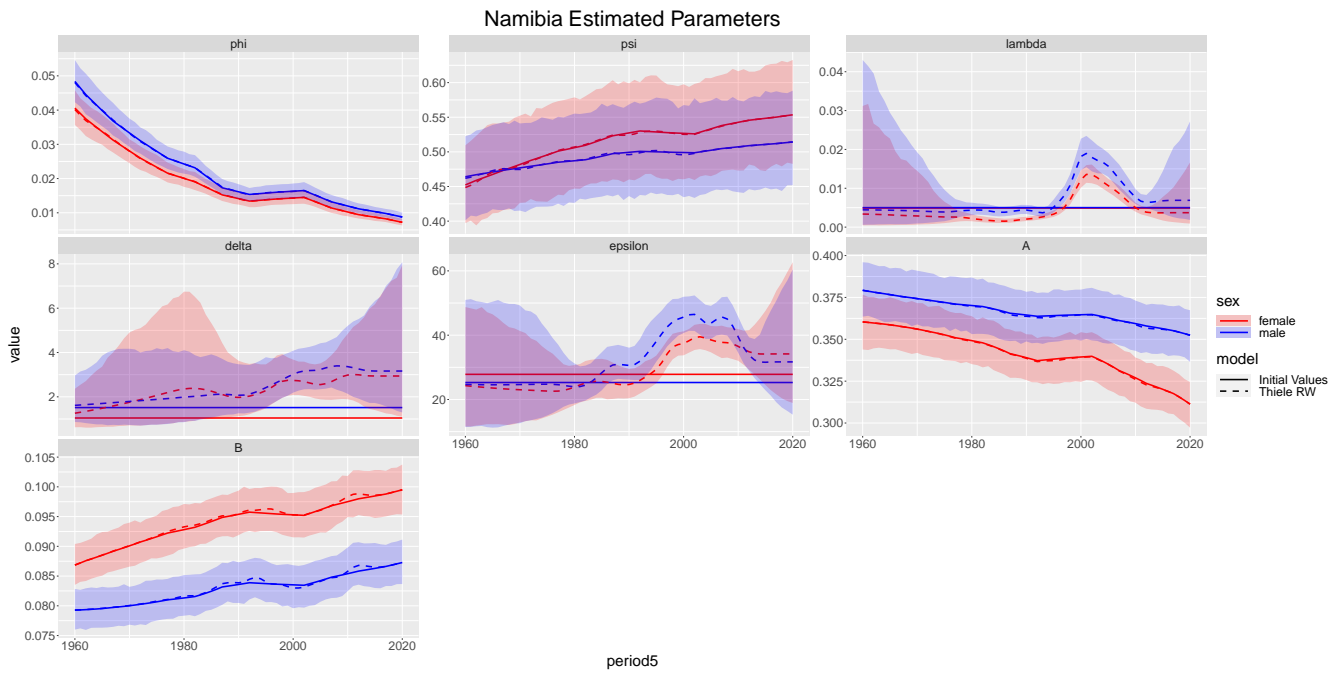 Namibia Estimated Parameters
phi
psi
lambda
0.05
0.04
0.03
0.02
0.01
0.60
0.55
0.50
0.45
0.40
0.04
0.03
0.02
0.01
0.00
delta
epsilon
A
8
6
4
2
60
40
20
0.400
0.375
0.350
0.325
0.300
1960 1980 2000 2020
1960 1980 2000 2020
B
0.105
0.100
0.095
0.090
0.085
0.080
0.075
1960 1980 2000 2020
value
period5
sex
female
male
model
Initial Values
Thiele RW